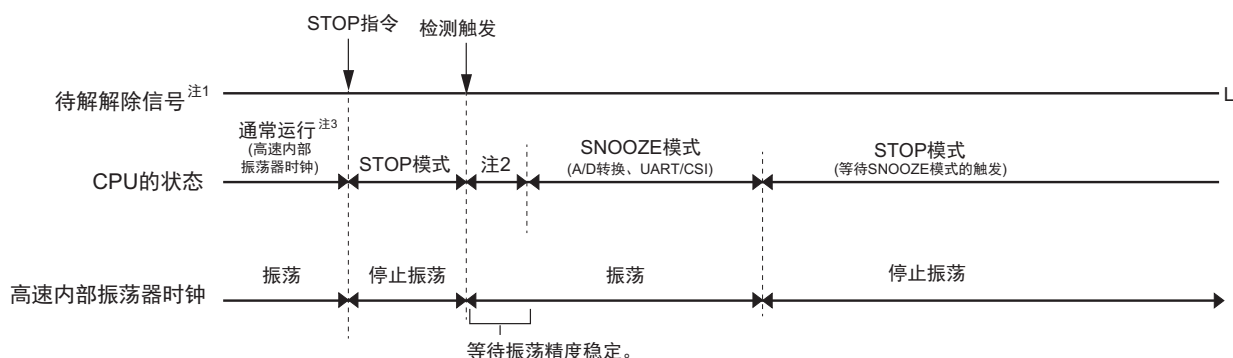 STOP指令
检测触发
待解解除信号注1
L
通常运行注3
(高速内部
振荡器时钟)
STOP模式
注2
SNOOZE模式
(A/D转换、UART/CSI)
STOP模式
(等待SNOOZE模式的触发)
CPU的状态
振荡
停止振荡
振荡
停止振荡
高速内部振荡器时钟
等待振荡精度稳定。